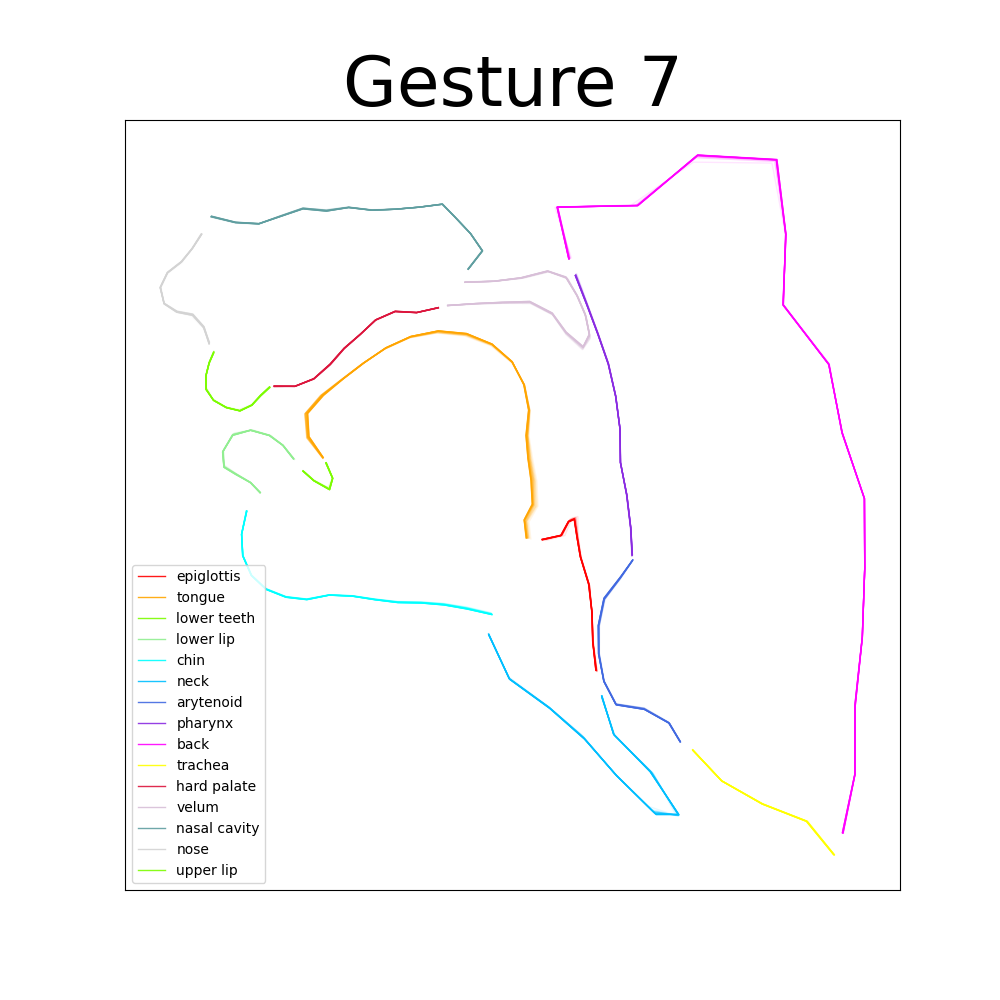 Gesture 7
epiglottis
tongue
lower teeth
lower lip
chin
neck
arytenoid
pharynx
back
trachea
hard palate
velum
nasal cavity
nose
upper lip